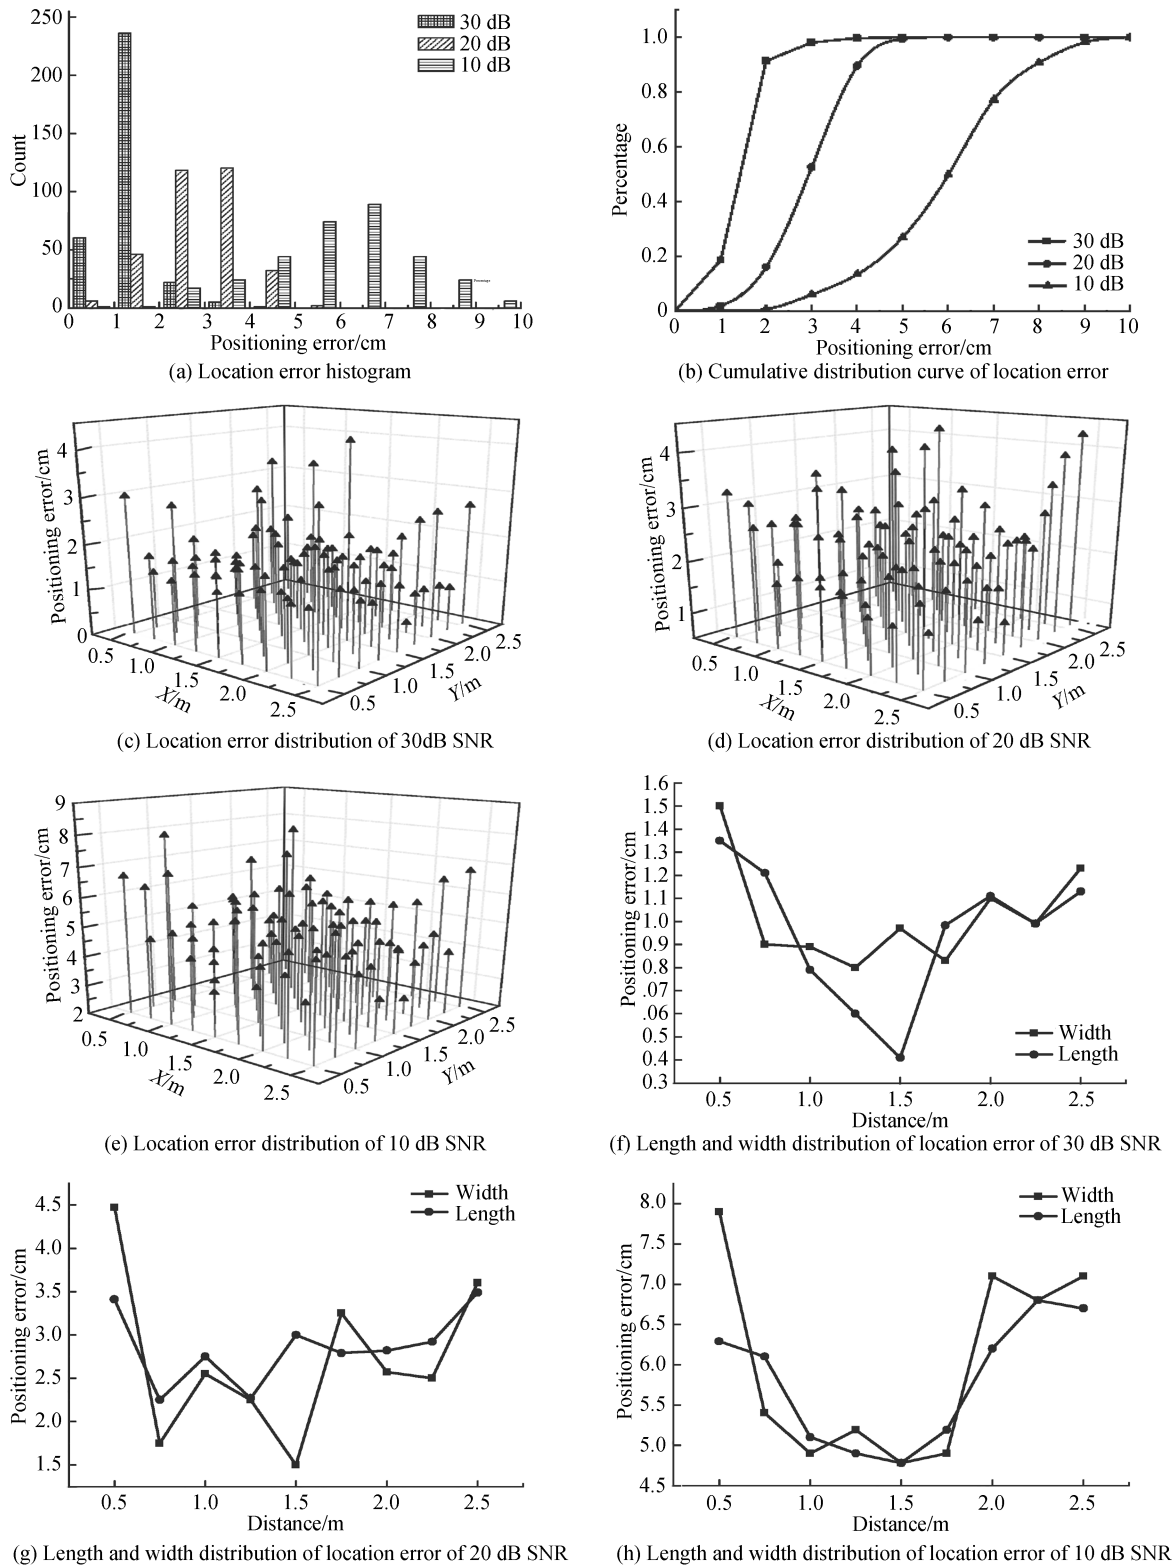 250
200
150
100
50
0
Count
30 dB
20 dB
10 dB
0 1 2 3 4 5 6 7 8 9 10
Positioning error/cm
(a) Location error histogram
1.0
0.8
0.6
0.4
0.2
0
Percentage
30 dB
20 dB
10 dB
0 1 2 3 4 5 6 7 8 9 10
Positioning error/cm
(b) Cumulative distribution curve of location error
4
3
2
1
0
Positioning error/cm
0.5 1.0 1.5 2.0 2.5
X/m
0.5 1.0 1.5 2.0 2.5
Y/m
(c) Location error distribution of 30dB SNR
4
3
2
1
Positioning error/cm
0.5 1.0 1.5 2.0 2.5
X/m
0.5 1.0 1.5 2.0 2.5
Y/m
(d) Location error distribution of 20 dB SNR
9
8
7
6
5
4
3
2
Positioning error/cm
0.5 1.0 1.5 2.0 2.5
X/m
0.5 1.0 1.5 2.0 2.5
Y/m
(e) Location error distribution of 10 dB SNR
1.6
1.5
1.4
1.3
1.2
1.1
1.0
0.9
0.8
.07
.06
0.5
0.4
0.3
Positioning error/cm
Width
Length
0.5 1.0 1.5 2.0 2.5
Distance/m
(f) Length and width distribution of location error of 30 dB SNR
4.5
4.0
3.5
3.0
2.5
2.0
1.5
Positioning error/cm
Width
Length
0.5 1.0 1.5 2.0 2.5
Distance/m
(g) Length and width distribution of location error of 20 dB SNR
8.0
7.5
7.0
6.5
6.0
5.5
5.0
4.5
Positioning error/cm
Width
Length
0.5 1.0 1.5 2.0 2.5
Distance/m
(h) Length and width distribution of location error of 10 dB SNR